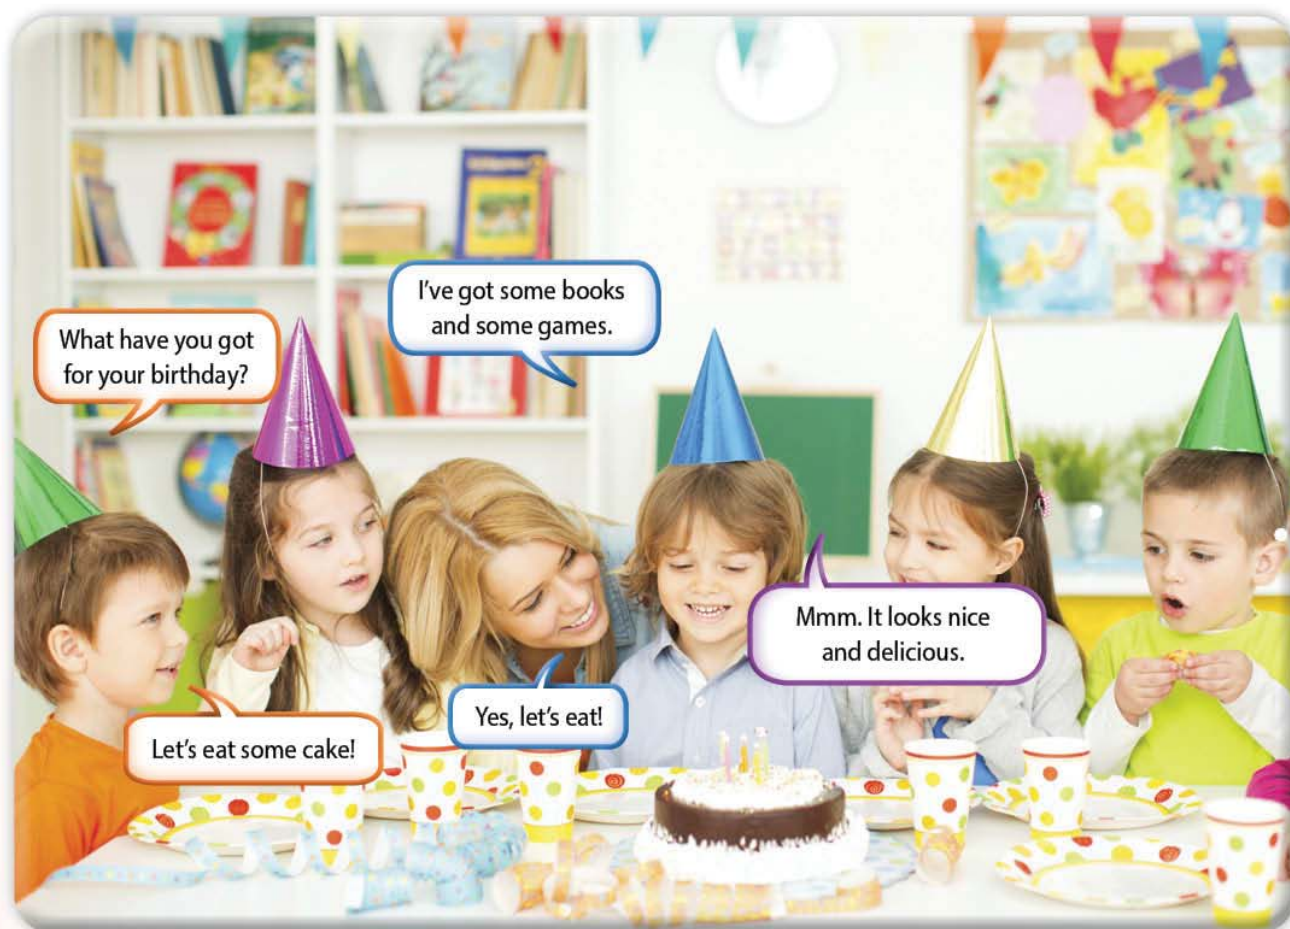 What have you got
for your birthday?
I've got some books
and some games.
Let's eat some cake!
Yes, let's eat!
Mmm. It looks nice
and delicious.